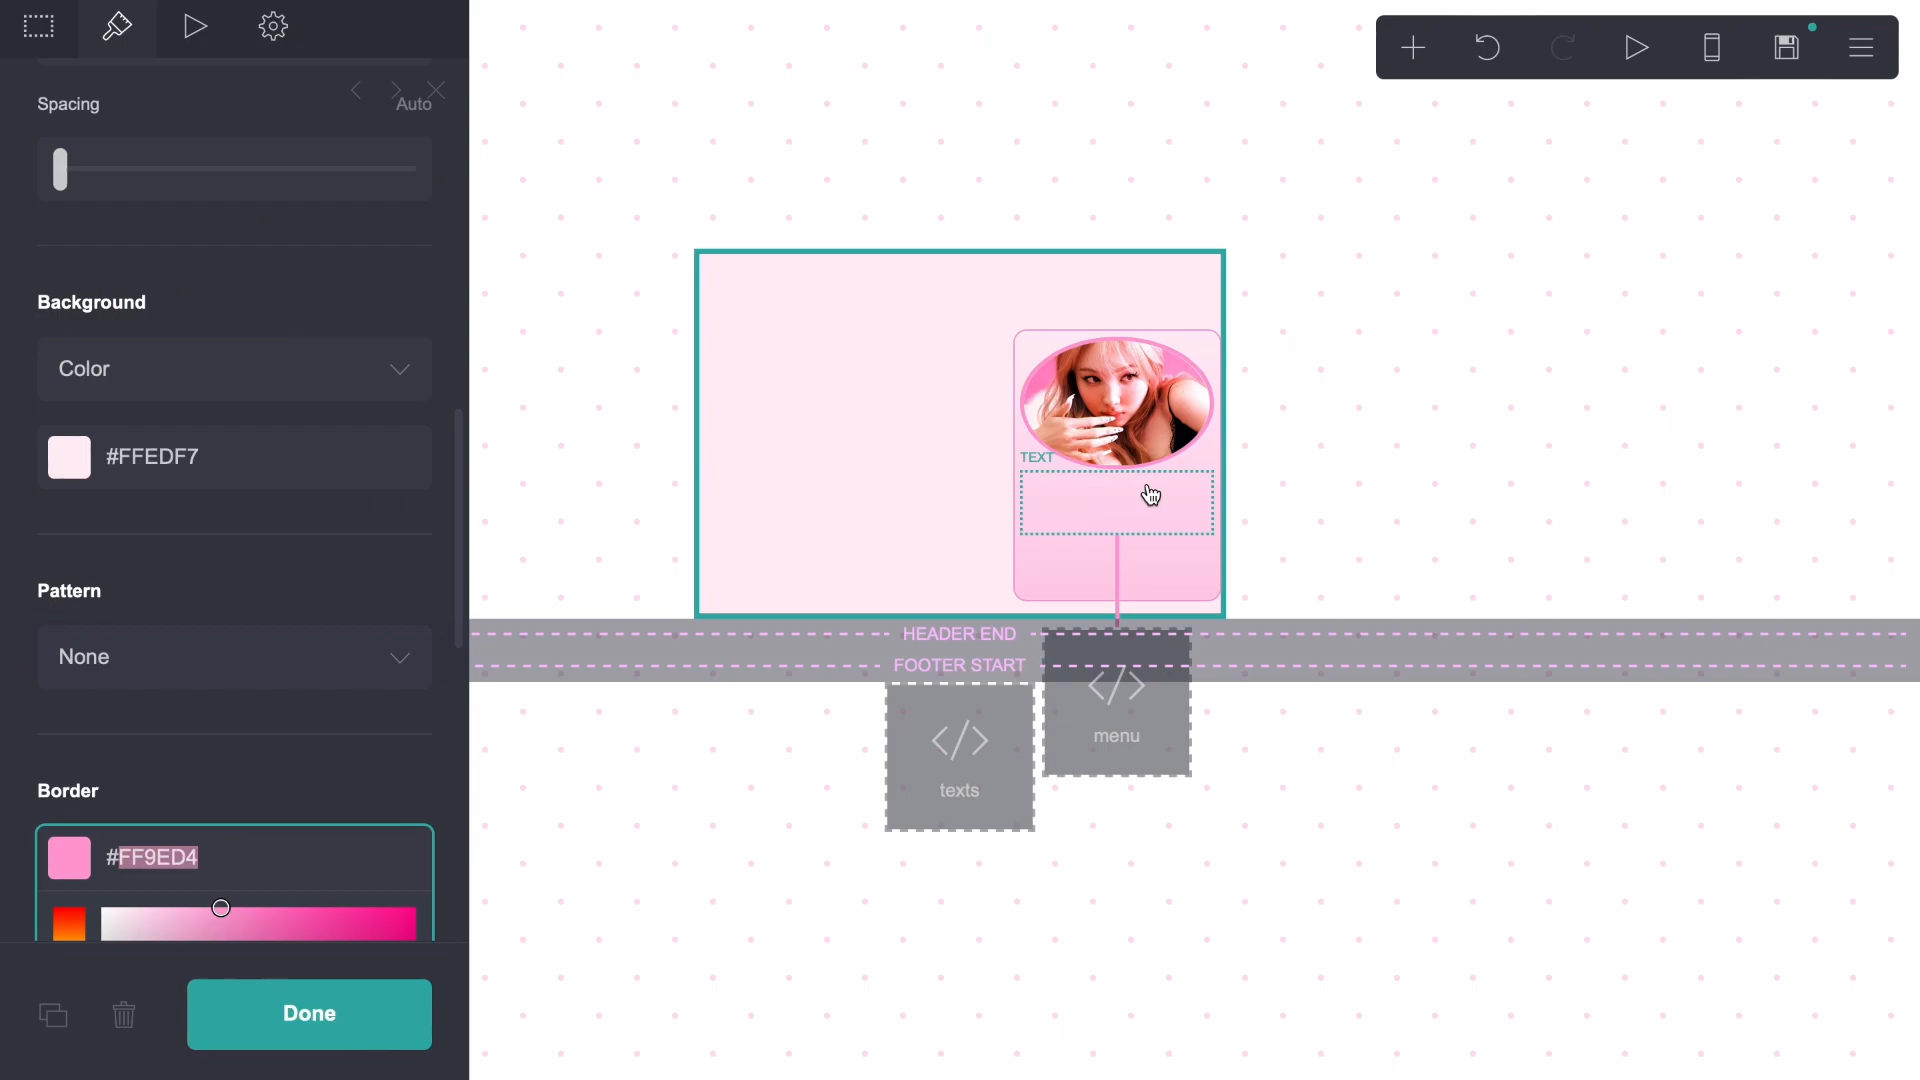 Spacing
Auto
Background
Color
#FFEDF7
Pattern
None
Border
#FF9ED4
Done
TEXT
HEADER END
FOOTER START
menu
texts